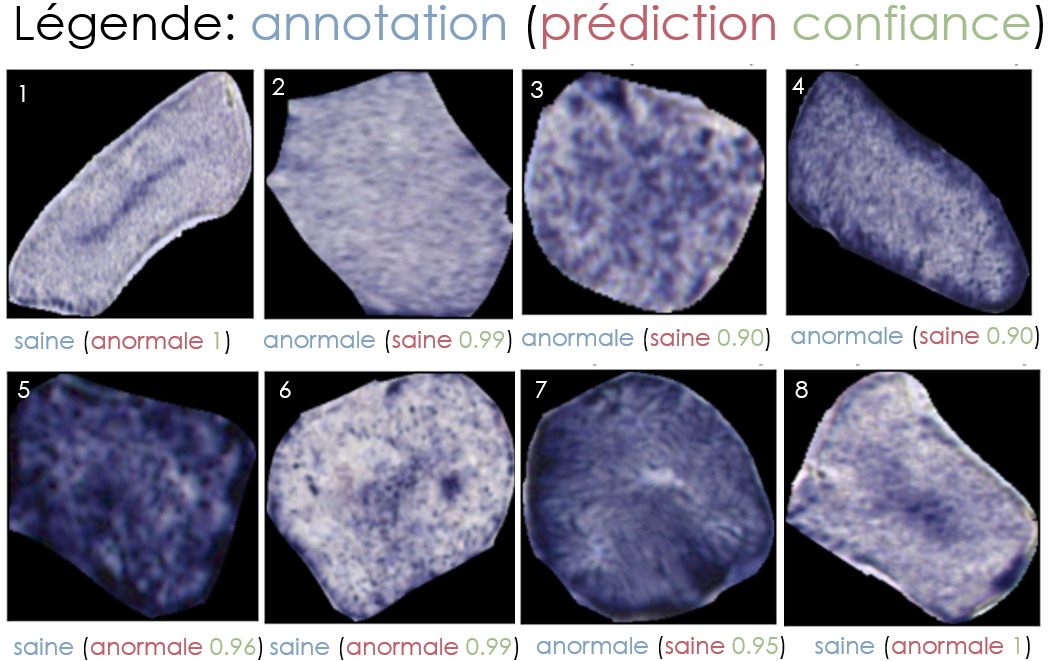 Légende: annotation (prédiction confiance)
1 2 3 4
saine (anormale 1) anormale (saine 0.99) anormale (saine 0.90) anormale (saine 0.90)
5 6 7 8
saine (anormale 0.96) saine (anormale 0.99) anormale (saine 0.95) saine (anormale 1)